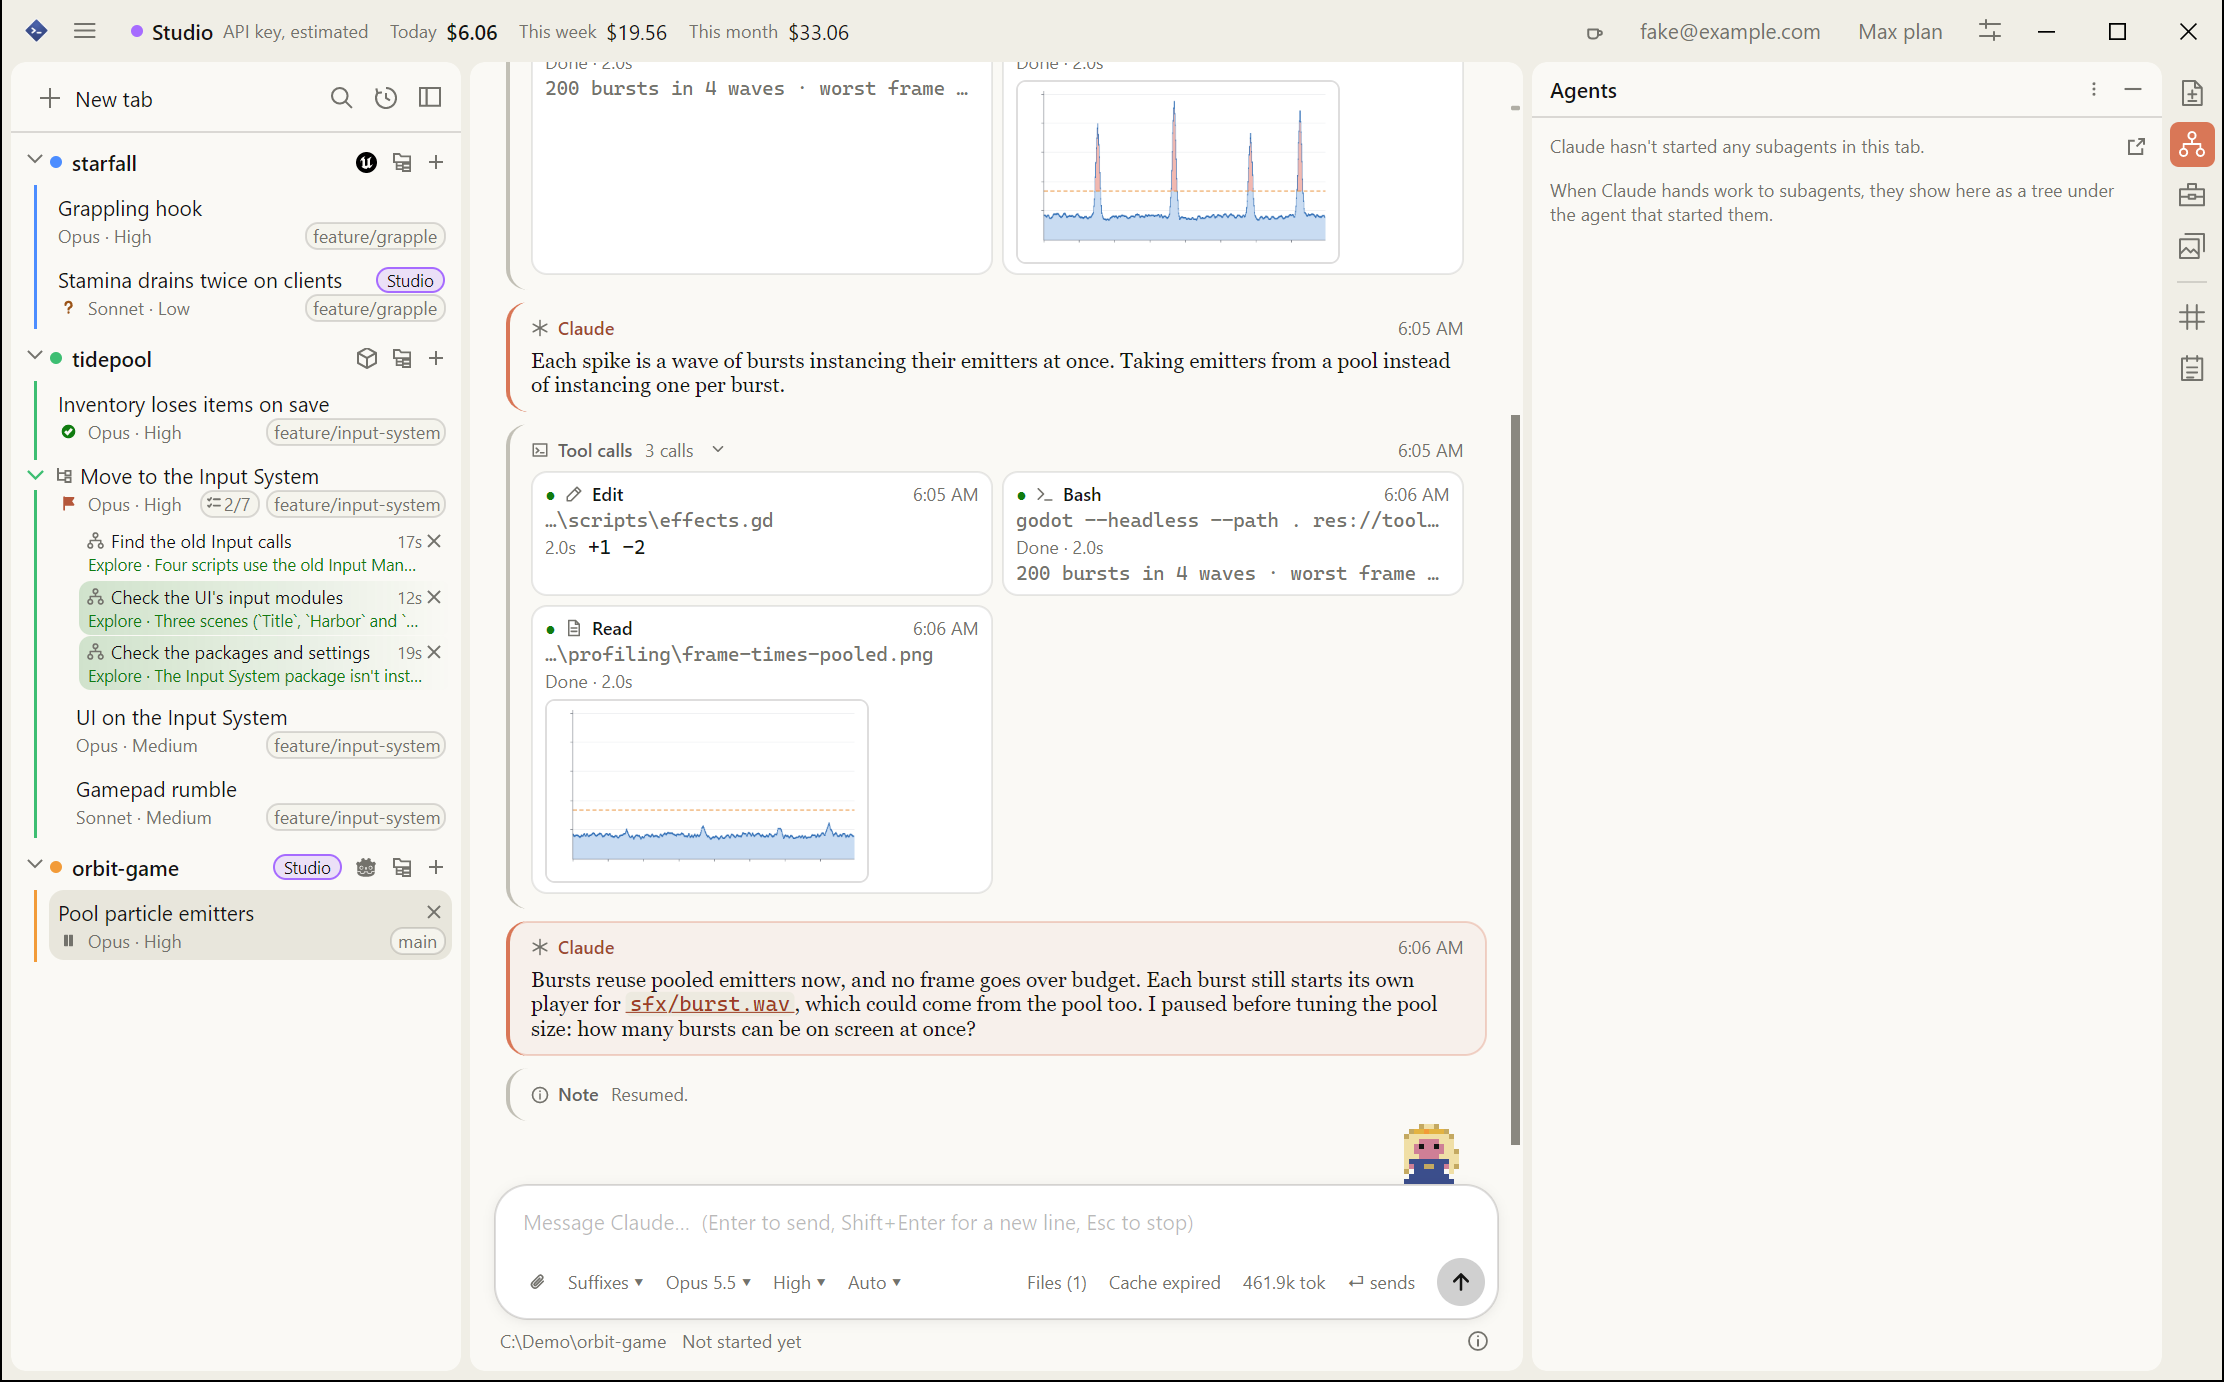 Studio API key, estimated Today $6.06 This week $19.56 This month $33.06
fake@example.com Max plan
New tab
starfall
Grappling hook
Opus · High feature/grapple
Stamina drains twice on clients Studio
? Sonnet · Low feature/grapple
tidepool
Inventory loses items on save
Opus · High feature/input-system
Move to the Input System
Opus · High 2/7 feature/input-system
Find the old Input calls 17s
Explore · Four scripts use the old Input Man...
Check the UI's input modules 12s
Explore · Three scenes (`Title`, `Harbor` and `...
Check the packages and settings 19s
Explore · The Input System package isn't inst...
UI on the Input System
Opus · Medium feature/input-system
Gamepad rumble
Sonnet · Medium feature/input-system
orbit-game Studio
Pool particle emitters
Opus · High main
Done · 2.0s
200 bursts in 4 waves · worst frame …
Done · 2.0s
Claude 6:05 AM
Each spike is a wave of bursts instancing their emitters at once. Taking emitters from a pool instead
of instancing one per burst.
Tool calls 3 calls 6:05 AM
Edit 6:05 AM
…\scripts\effects.gd
2.0s +1 −2
Bash 6:06 AM
godot --headless --path . res://tool…
Done · 2.0s
200 bursts in 4 waves · worst frame …
Read 6:06 AM
…\profiling\frame-times-pooled.png
Done · 2.0s
Claude 6:06 AM
Bursts reuse pooled emitters now, and no frame goes over budget. Each burst still starts its own
player for sfx/burst.wav, which could come from the pool too. I paused before tuning the pool
size: how many bursts can be on screen at once?
Note Resumed.
Message Claude... (Enter to send, Shift+Enter for a new line, Esc to stop)
Suffixes Opus 5.5 High Auto Files (1) Cache expired 461.9k tok sends
C:\Demo\orbit-game Not started yet
Agents
Claude hasn't started any subagents in this tab.
When Claude hands work to subagents, they show here as a tree under
the agent that started them.